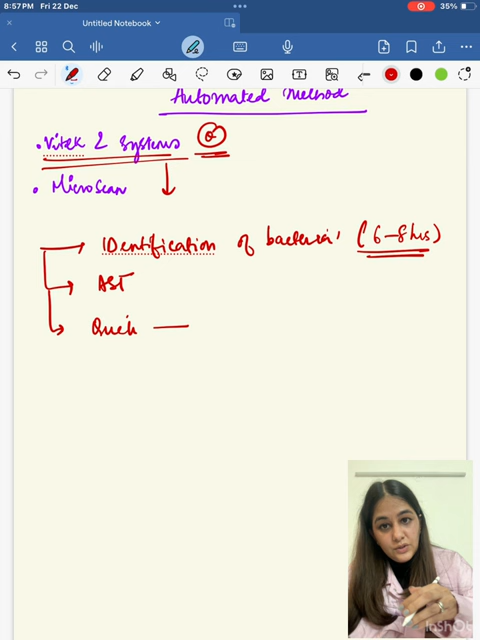 8:57 PM Fri 22 Dec
35%
Untitled Notebook
Automated Method
• Vitek 2 Systems
• MicroScan
IDentification of bacteria (6-8 hrs)
AST
Quick —
InShOt